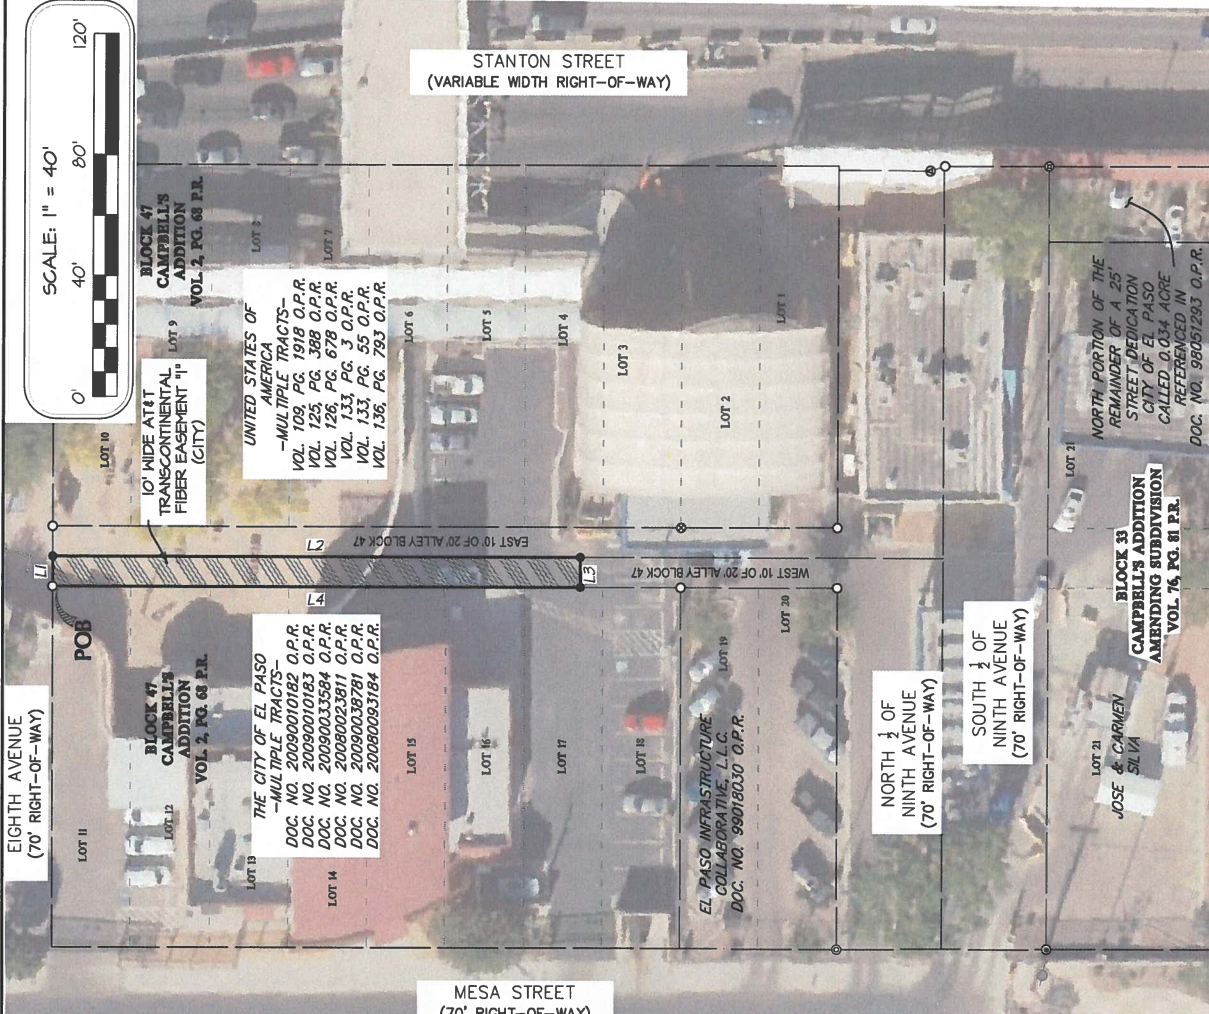 SCALE: 1" = 40'
0' 40' 80' 120'
STANTON STREET
(VARIABLE WIDTH RIGHT-OF-WAY)
BLOCK 47
CAMPBELL'S
ADDITION
VOL. 2, PG. 68 P.R.
LOT 10
LOT 9
LOT 7
LOT 6
LOT 5
LOT 4
LOT 3
LOT 2
LOT 1
10' WIDE AT&T
TRANSCONTINENTAL
FIBER EASEMENT "1"
(CITY)
UNITED STATES OF
AMERICA
-MULTIPLE TRACTS-
VOL. 109, PG. 1918 O.P.R.
VOL. 125, PG. 388 O.P.R.
VOL. 126, PG. 678 O.P.R.
VOL. 133, PG. 3 O.P.R.
VOL. 133, PG. 55 O.P.R.
VOL. 136, PG. 793 O.P.R.
L1
L2
L3
L4
POB
EAST 10' OF 20' ALLEY BLOCK 47
WEST 10' OF 20' ALLEY BLOCK 47
EIGHTH AVENUE
(70' RIGHT-OF-WAY)
BLOCK 47
CAMPBELL'S
ADDITION
VOL. 2, PG. 68 P.R.
LOT 11
LOT 12
LOT 13
LOT 14
LOT 15
LOT 16
LOT 17
LOT 18
LOT 19
LOT 20
THE CITY OF EL PASO
-MULTIPLE TRACTS-
DOC. NO. 20090010182 O.P.R.
DOC. NO. 20090010183 O.P.R.
DOC. NO. 20090033584 O.P.R.
DOC. NO. 20080023811 O.P.R.
DOC. NO. 20090038781 O.P.R.
DOC. NO. 20080093184 O.P.R.
EL PASO INFRASTRUCTURE
COLLABORATIVE, L.L.C.
DOC. NO. 99018030 O.P.R.
NORTH 1/2 OF
NINTH AVENUE
(70' RIGHT-OF-WAY)
SOUTH 1/2 OF
NINTH AVENUE
(70' RIGHT-OF-WAY)
NORTH PORTION OF THE
REMAINDER OF A 25'
STREET DEDICATION
CITY OF EL PASO
CALLED 0.034 ACRE
REFERENCED IN
DOC. NO. 98051293 O.P.R.
LOT 21
BLOCK 33
CAMPBELL'S ADDITION
AMENDING SUBDIVISION
VOL. 76, PG. 81 P.R.
LOT 21
JOSE & CARMEN
SILVA
MESA STREET
(70' RIGHT-OF-WAY)